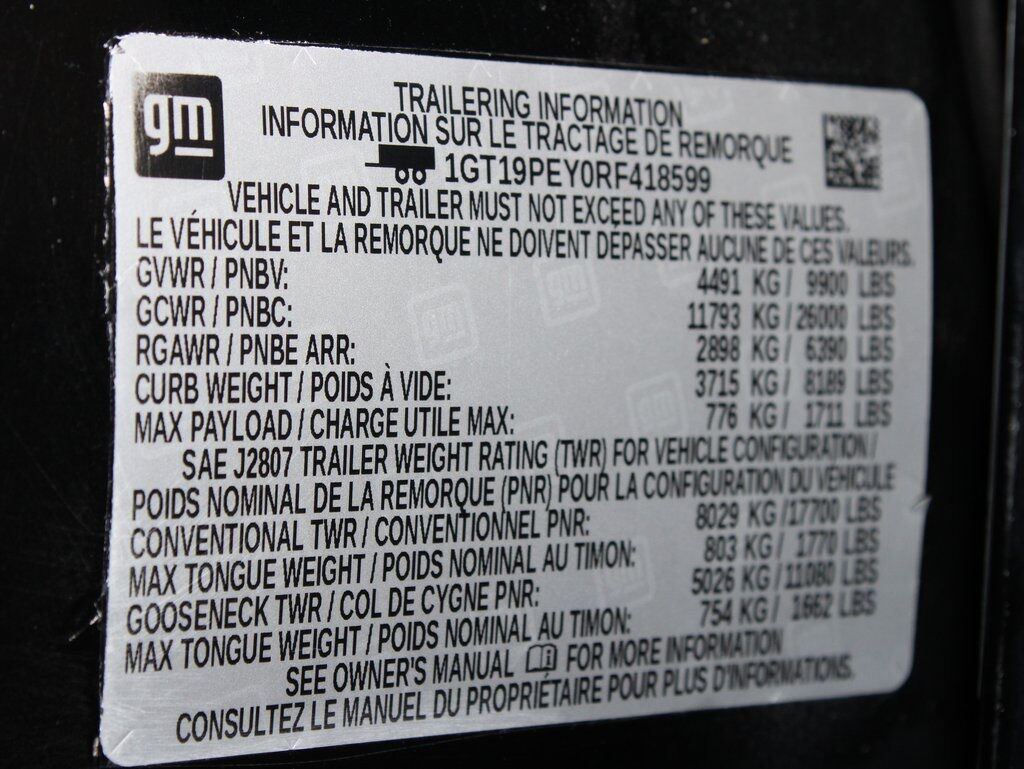 gm
TRAILERING INFORMATION
INFORMATION SUR LE TRACTAGE DE REMORQUE
1GT19PEY0RF418599
VEHICLE AND TRAILER MUST NOT EXCEED ANY OF THESE VALUES.
LE VÉHICULE ET LA REMORQUE NE DOIVENT DEPASSER AUCUNE DE CES VALEURS.
GVWR / PNBV: 4491 KG / 9900 LBS
GCWR / PNBC: 11793 KG / 26000 LBS
RGAWR / PNBE ARR: 2898 KG / 6390 LBS
CURB WEIGHT / POIDS À VIDE: 3715 KG / 8189 LBS
MAX PAYLOAD / CHARGE UTILE MAX: 776 KG / 1711 LBS
SAE J2807 TRAILER WEIGHT RATING (TWR) FOR VEHICLE CONFIGURATION /
POIDS NOMINAL DE LA REMORQUE (PNR) POUR LA CONFIGURATION DU VÉHICULE
CONVENTIONAL TWR / CONVENTIONNEL PNR: 8029 KG / 17700 LBS
MAX TONGUE WEIGHT / POIDS NOMINAL AU TIMON: 803 KG / 1770 LBS
GOOSENECK TWR / COL DE CYGNE PNR: 5026 KG / 11080 LBS
MAX TONGUE WEIGHT / POIDS NOMINAL AU TIMON: 754 KG / 1662 LBS
SEE OWNER'S MANUAL FOR MORE INFORMATION
CONSULTEZ LE MANUEL DU PROPRIÉTAIRE POUR PLUS D'INFORMATIONS.